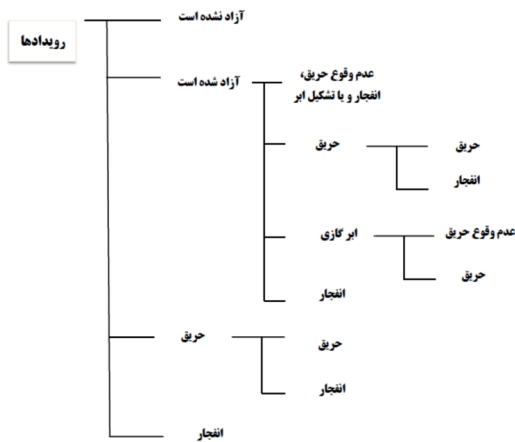 رویدادها
آزاد نشده است
آزاد شده است
عدم وقوع حریق،
انفجار و یا تشکیل ابر
حریق
حریق
انفجار
ابر گازی
عدم وقوع حریق
حریق
انفجار
حریق
حریق
انفجار
انفجار